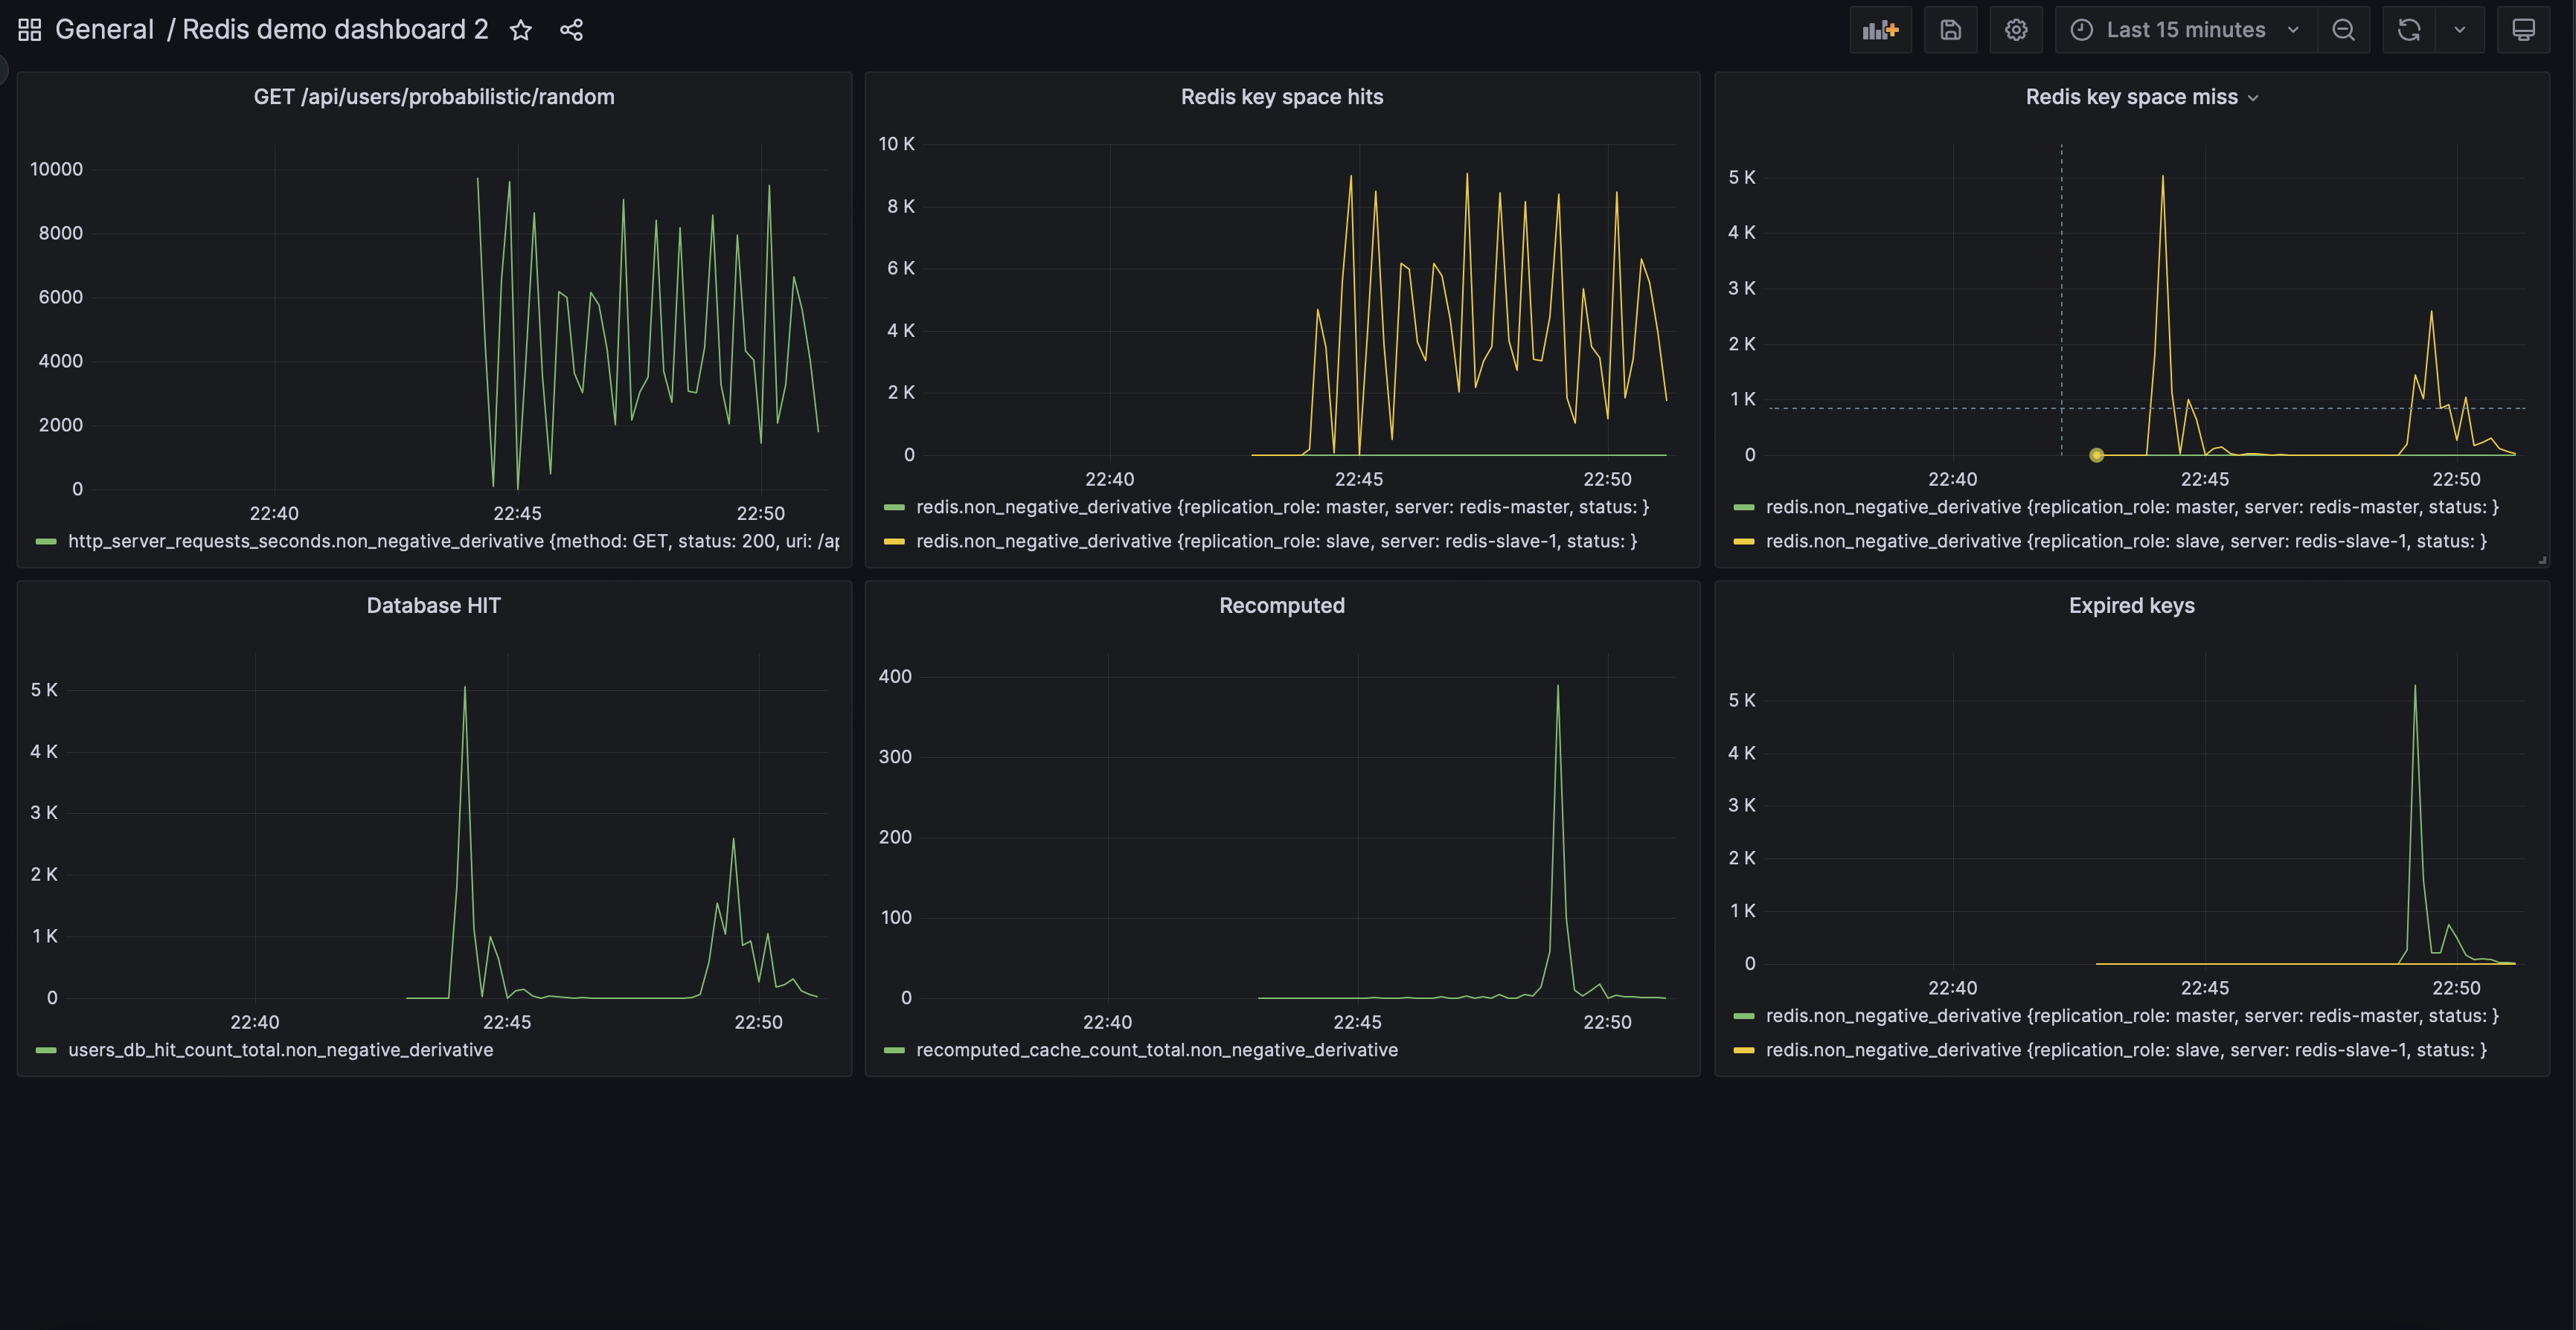 General / Redis demo dashboard 2
Last 15 minutes
GET /api/users/probabilistic/random
10000
8000
6000
4000
2000
0
22:40 22:45 22:50
http_server_requests_seconds.non_negative_derivative {method: GET, status: 200, uri: /ap
Redis key space hits
10 K
8 K
6 K
4 K
2 K
0
22:40 22:45 22:50
redis.non_negative_derivative {replication_role: master, server: redis-master, status: }
redis.non_negative_derivative {replication_role: slave, server: redis-slave-1, status: }
Redis key space miss
5 K
4 K
3 K
2 K
1 K
0
22:40 22:45 22:50
redis.non_negative_derivative {replication_role: master, server: redis-master, status: }
redis.non_negative_derivative {replication_role: slave, server: redis-slave-1, status: }
Database HIT
5 K
4 K
3 K
2 K
1 K
0
22:40 22:45 22:50
users_db_hit_count_total.non_negative_derivative
Recomputed
400
300
200
100
0
22:40 22:45 22:50
recomputed_cache_count_total.non_negative_derivative
Expired keys
5 K
4 K
3 K
2 K
1 K
0
22:40 22:45 22:50
redis.non_negative_derivative {replication_role: master, server: redis-master, status: }
redis.non_negative_derivative {replication_role: slave, server: redis-slave-1, status: }